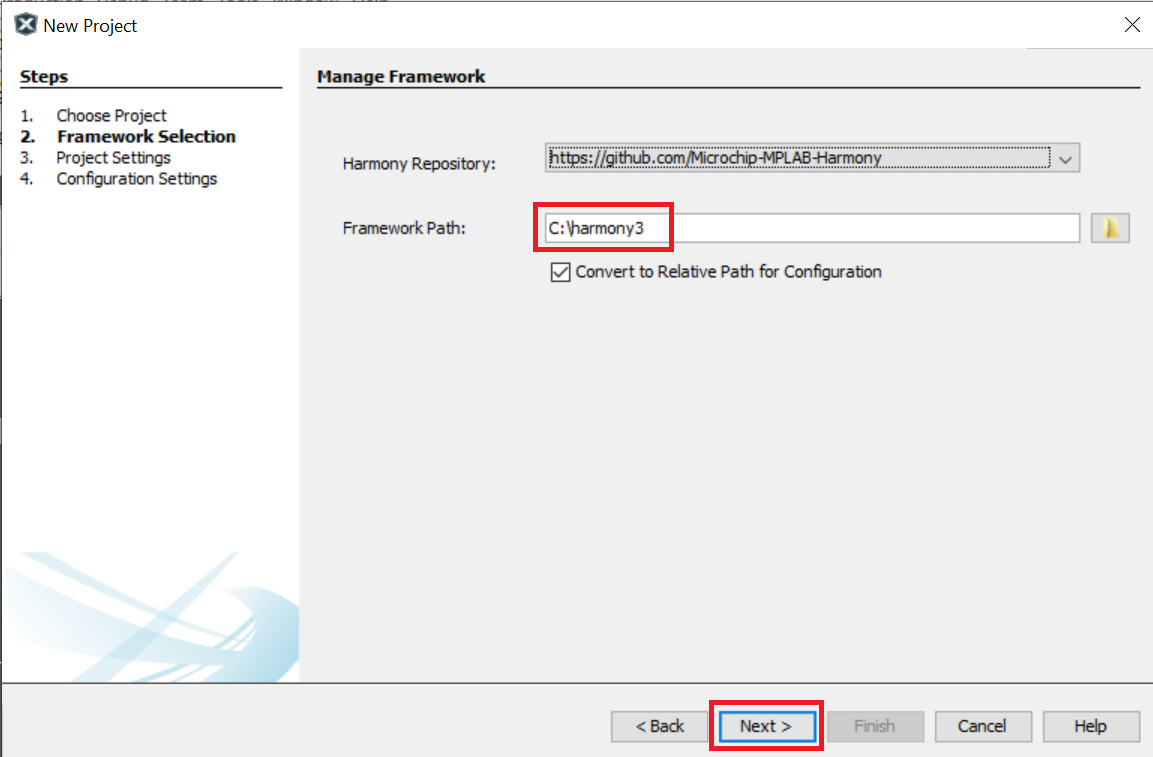 New Project
Steps
1. Choose Project
2. Framework Selection
3. Project Settings
4. Configuration Settings
Manage Framework
Harmony Repository: https://github.com/Microchip-MPLAB-Harmony
Framework Path: C:\harmony3
Convert to Relative Path for Configuration
< Back Next > Finish Cancel Help